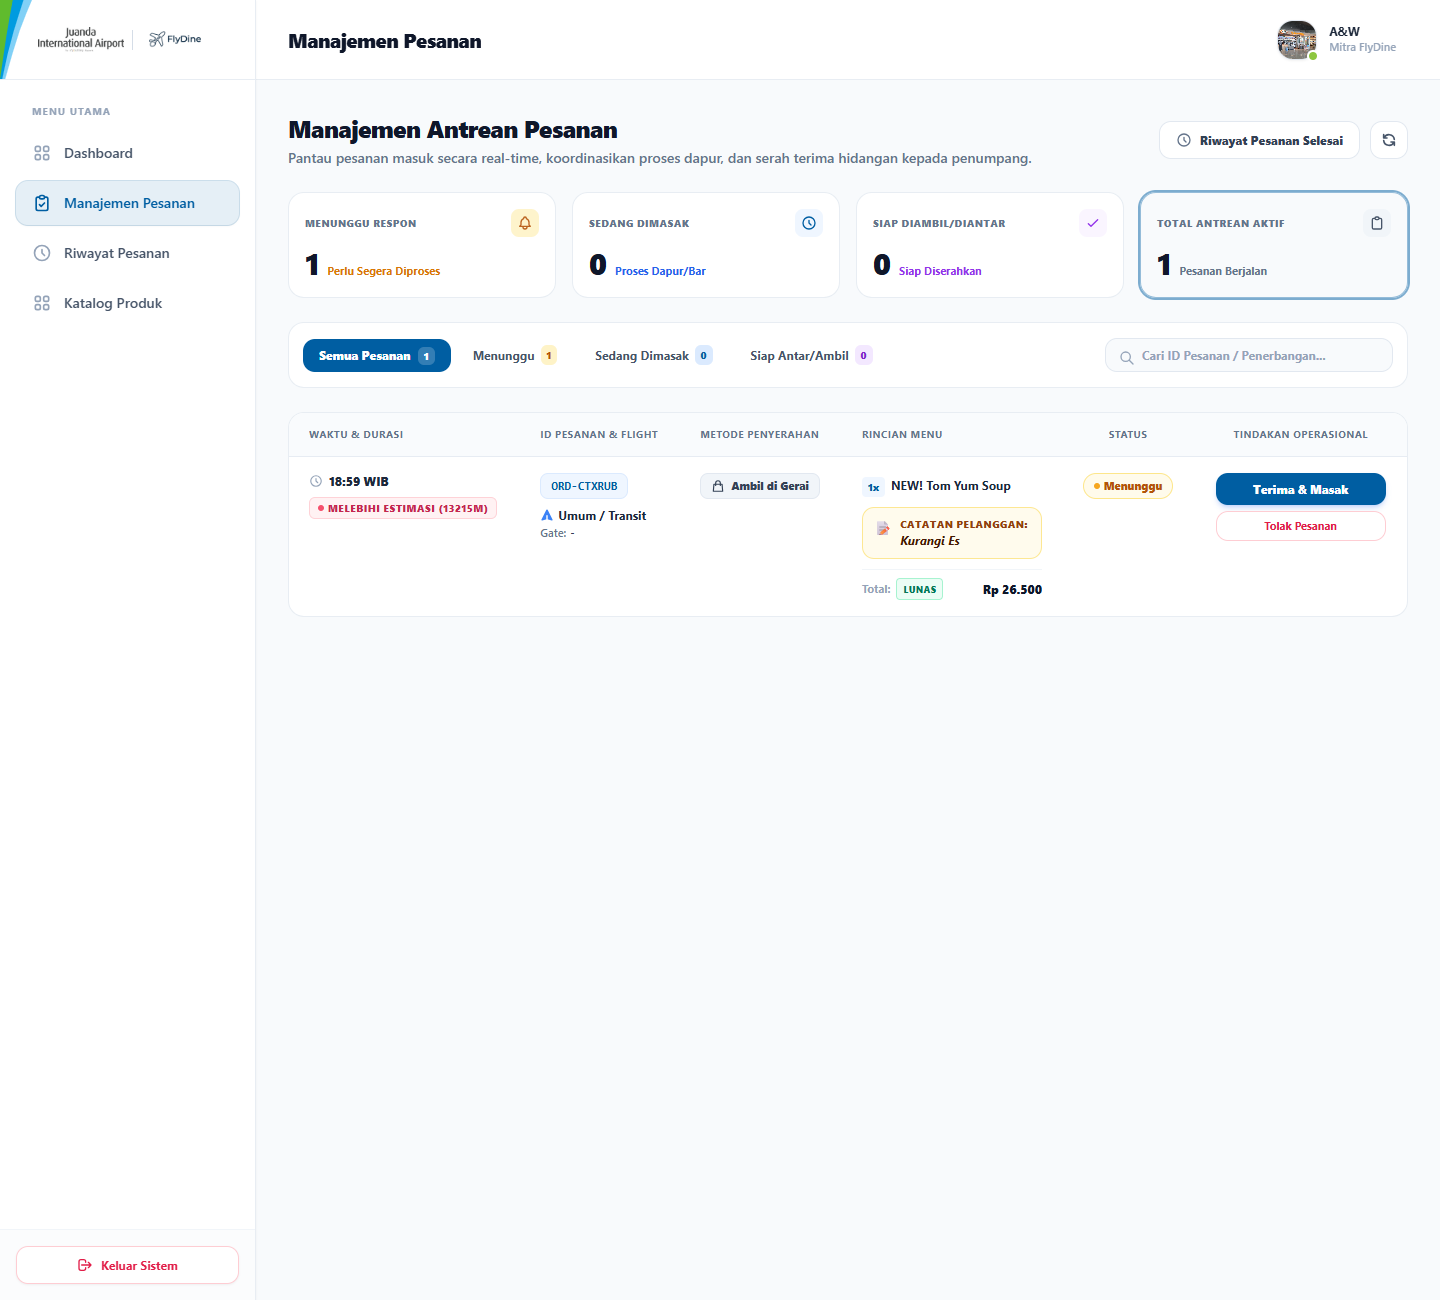 Juanda
International Airport
FlyDine
Manajemen Pesanan
A&W
Mitra FlyDine
MENU UTAMA
Dashboard
Manajemen Pesanan
Riwayat Pesanan
Katalog Produk
Manajemen Antrean Pesanan
Pantau pesanan masuk secara real-time, koordinasikan proses dapur, dan serah terima hidangan kepada penumpang.
Riwayat Pesanan Selesai
MENUNGGU RESPON
1 Perlu Segera Diproses
SEDANG DIMASAK
0 Proses Dapur/Bar
SIAP DIAMBIL/DIANTAR
0 Siap Diserahkan
TOTAL ANTREAN AKTIF
1 Pesanan Berjalan
Semua Pesanan 1
Menunggu 1
Sedang Dimasak 0
Siap Antar/Ambil 0
Cari ID Pesanan / Penerbangan...
WAKTU & DURASI
ID PESANAN & FLIGHT
METODE PENYERAHAN
RINCIAN MENU
STATUS
TINDAKAN OPERASIONAL
18:59 WIB
MELEBIHI ESTIMASI (13215M)
ORD-CTXRUB
Umum / Transit
Gate: -
Ambil di Gerai
1x NEW! Tom Yum Soup
CATATAN PELANGGAN:
Kurangi Es
Total: LUNAS Rp 26.500
Menunggu
Terima & Masak
Tolak Pesanan
Keluar Sistem